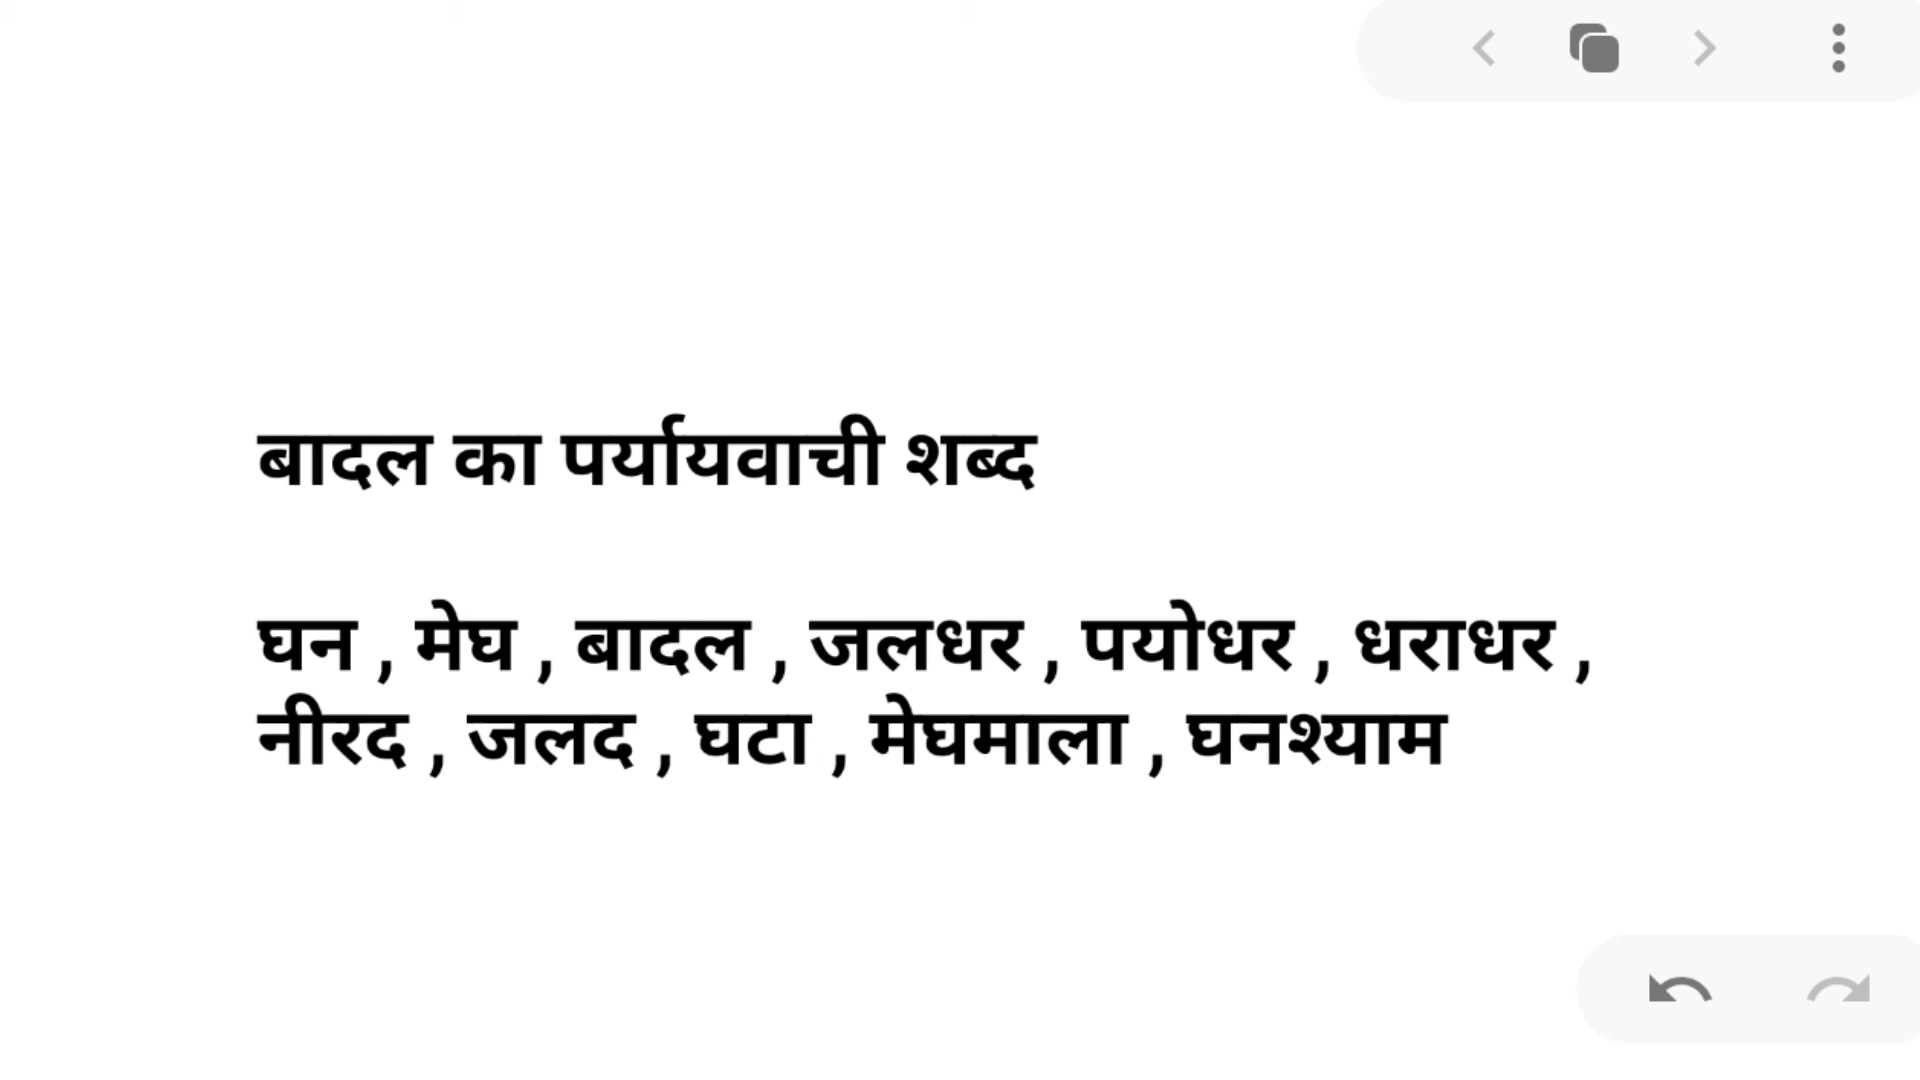 बादल का पर्यायवाची शब्द
घन , मेघ , बादल , जलधर , पयोधर , धराधर ,
नीरद , जलद , घटा , मेघमाला , घनश्याम